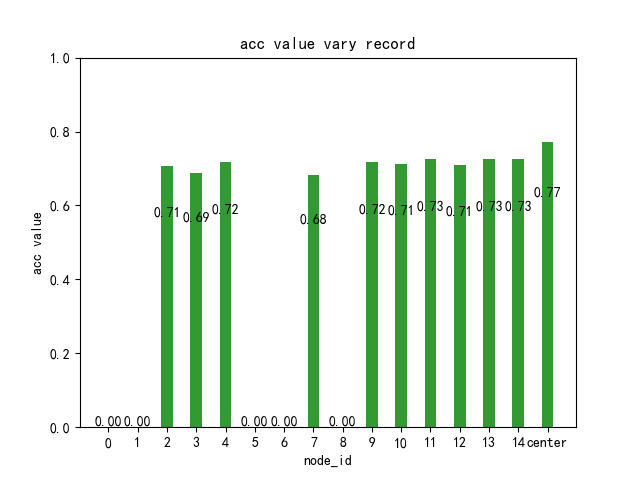 acc value vary record
1.0
0.8
0.6
0.4
0.2
0.0
acc value
0.00 0.00 0.71 0.69 0.72 0.00 0.00 0.68 0.00 0.72 0.71 0.73 0.71 0.73 0.73 0.77
0 1 2 3 4 5 6 7 8 9 10 11 12 13 14 center
node_id